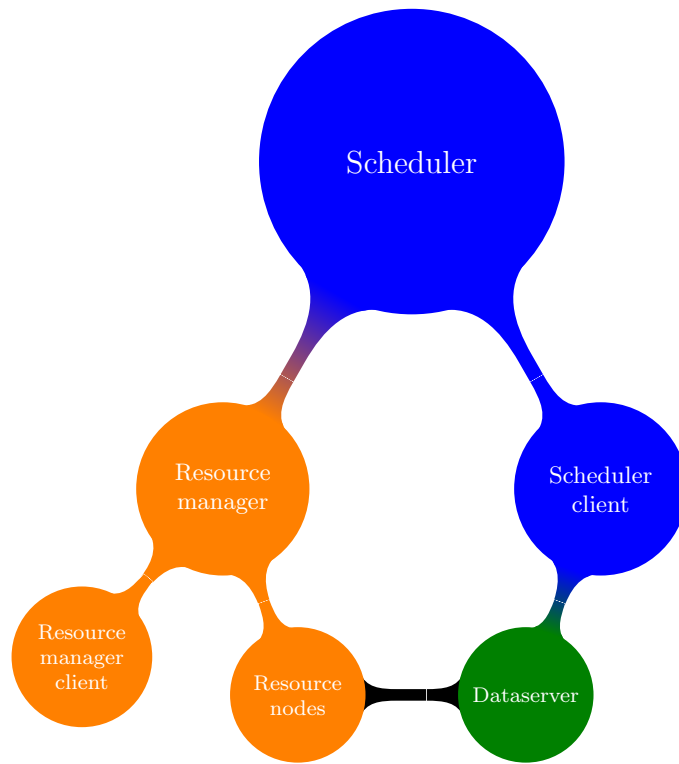 Scheduler
Resource
manager
Scheduler
client
Resource
manager
client
Resource
nodes
Dataserver